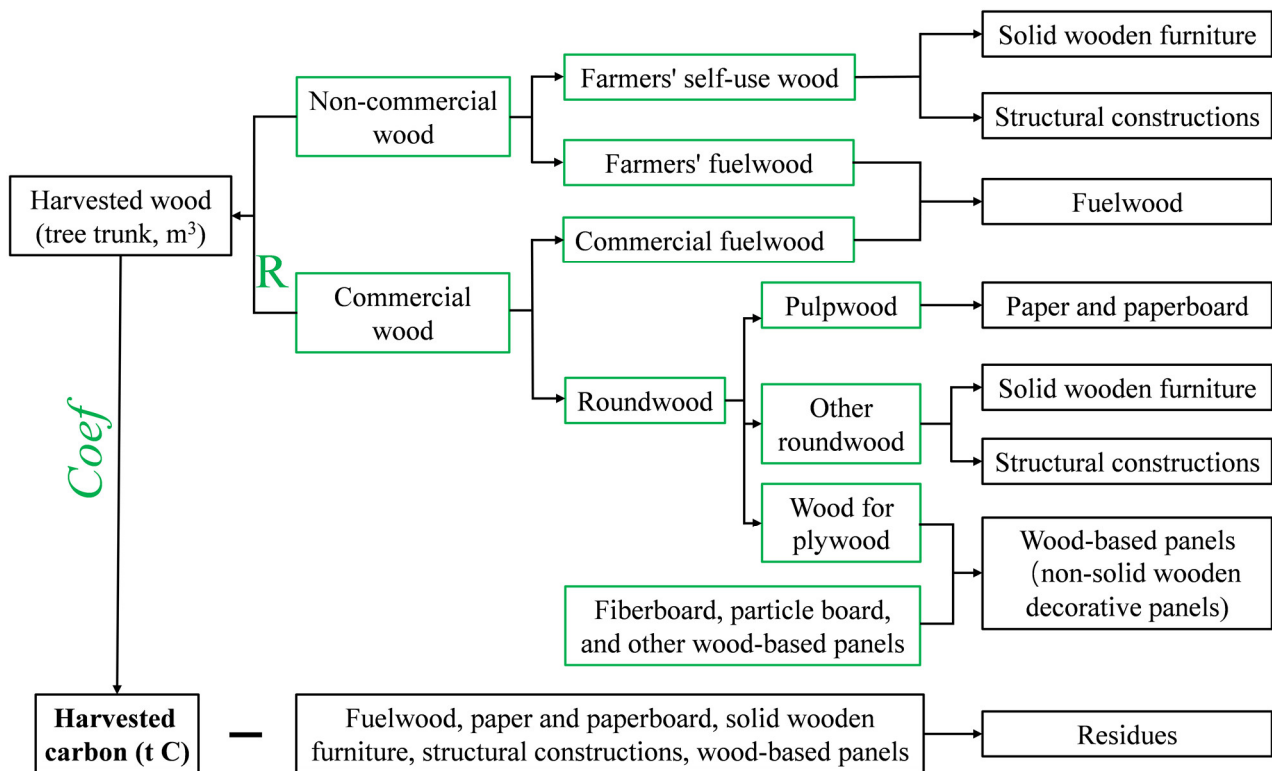 Harvested wood
(tree trunk, m³)
R
Coef
Non-commercial
wood
Commercial
wood
Farmers' self-use wood
Farmers' fuelwood
Commercial fuelwood
Roundwood
Pulpwood
Other
roundwood
Wood for
plywood
Fiberboard, particle board,
and other wood-based panels
Solid wooden furniture
Structural constructions
Fuelwood
Paper and paperboard
Solid wooden furniture
Structural constructions
Wood-based panels
（non-solid wooden
decorative panels)
Harvested
carbon (t C)
–
Fuelwood, paper and paperboard, solid wooden
furniture, structural constructions, wood-based panels
Residues